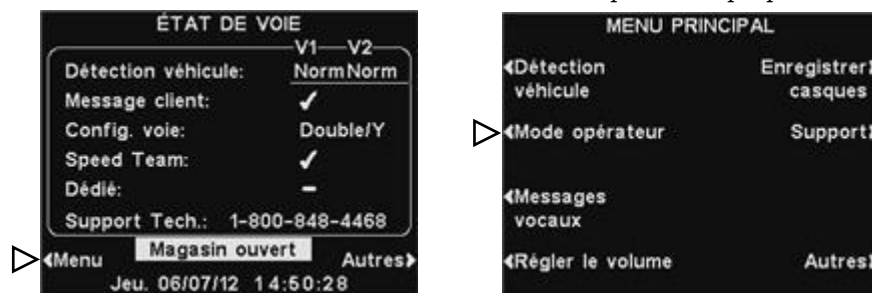 ÉTAT DE VOIE
V1 V2
Détection véhicule: Norm Norm
Message client: ✓
Config. voie: Double/Y
Speed Team: ✓
Dédié: –
Support Tech.: 1-800-848-4468
Magasin ouvert
Menu Autres
Jeu. 06/07/12 14:50:28
MENU PRINCIPAL
Détection véhicule
Enregistrer casques
Mode opérateur
Support
Messages vocaux
Régler le volume
Autres